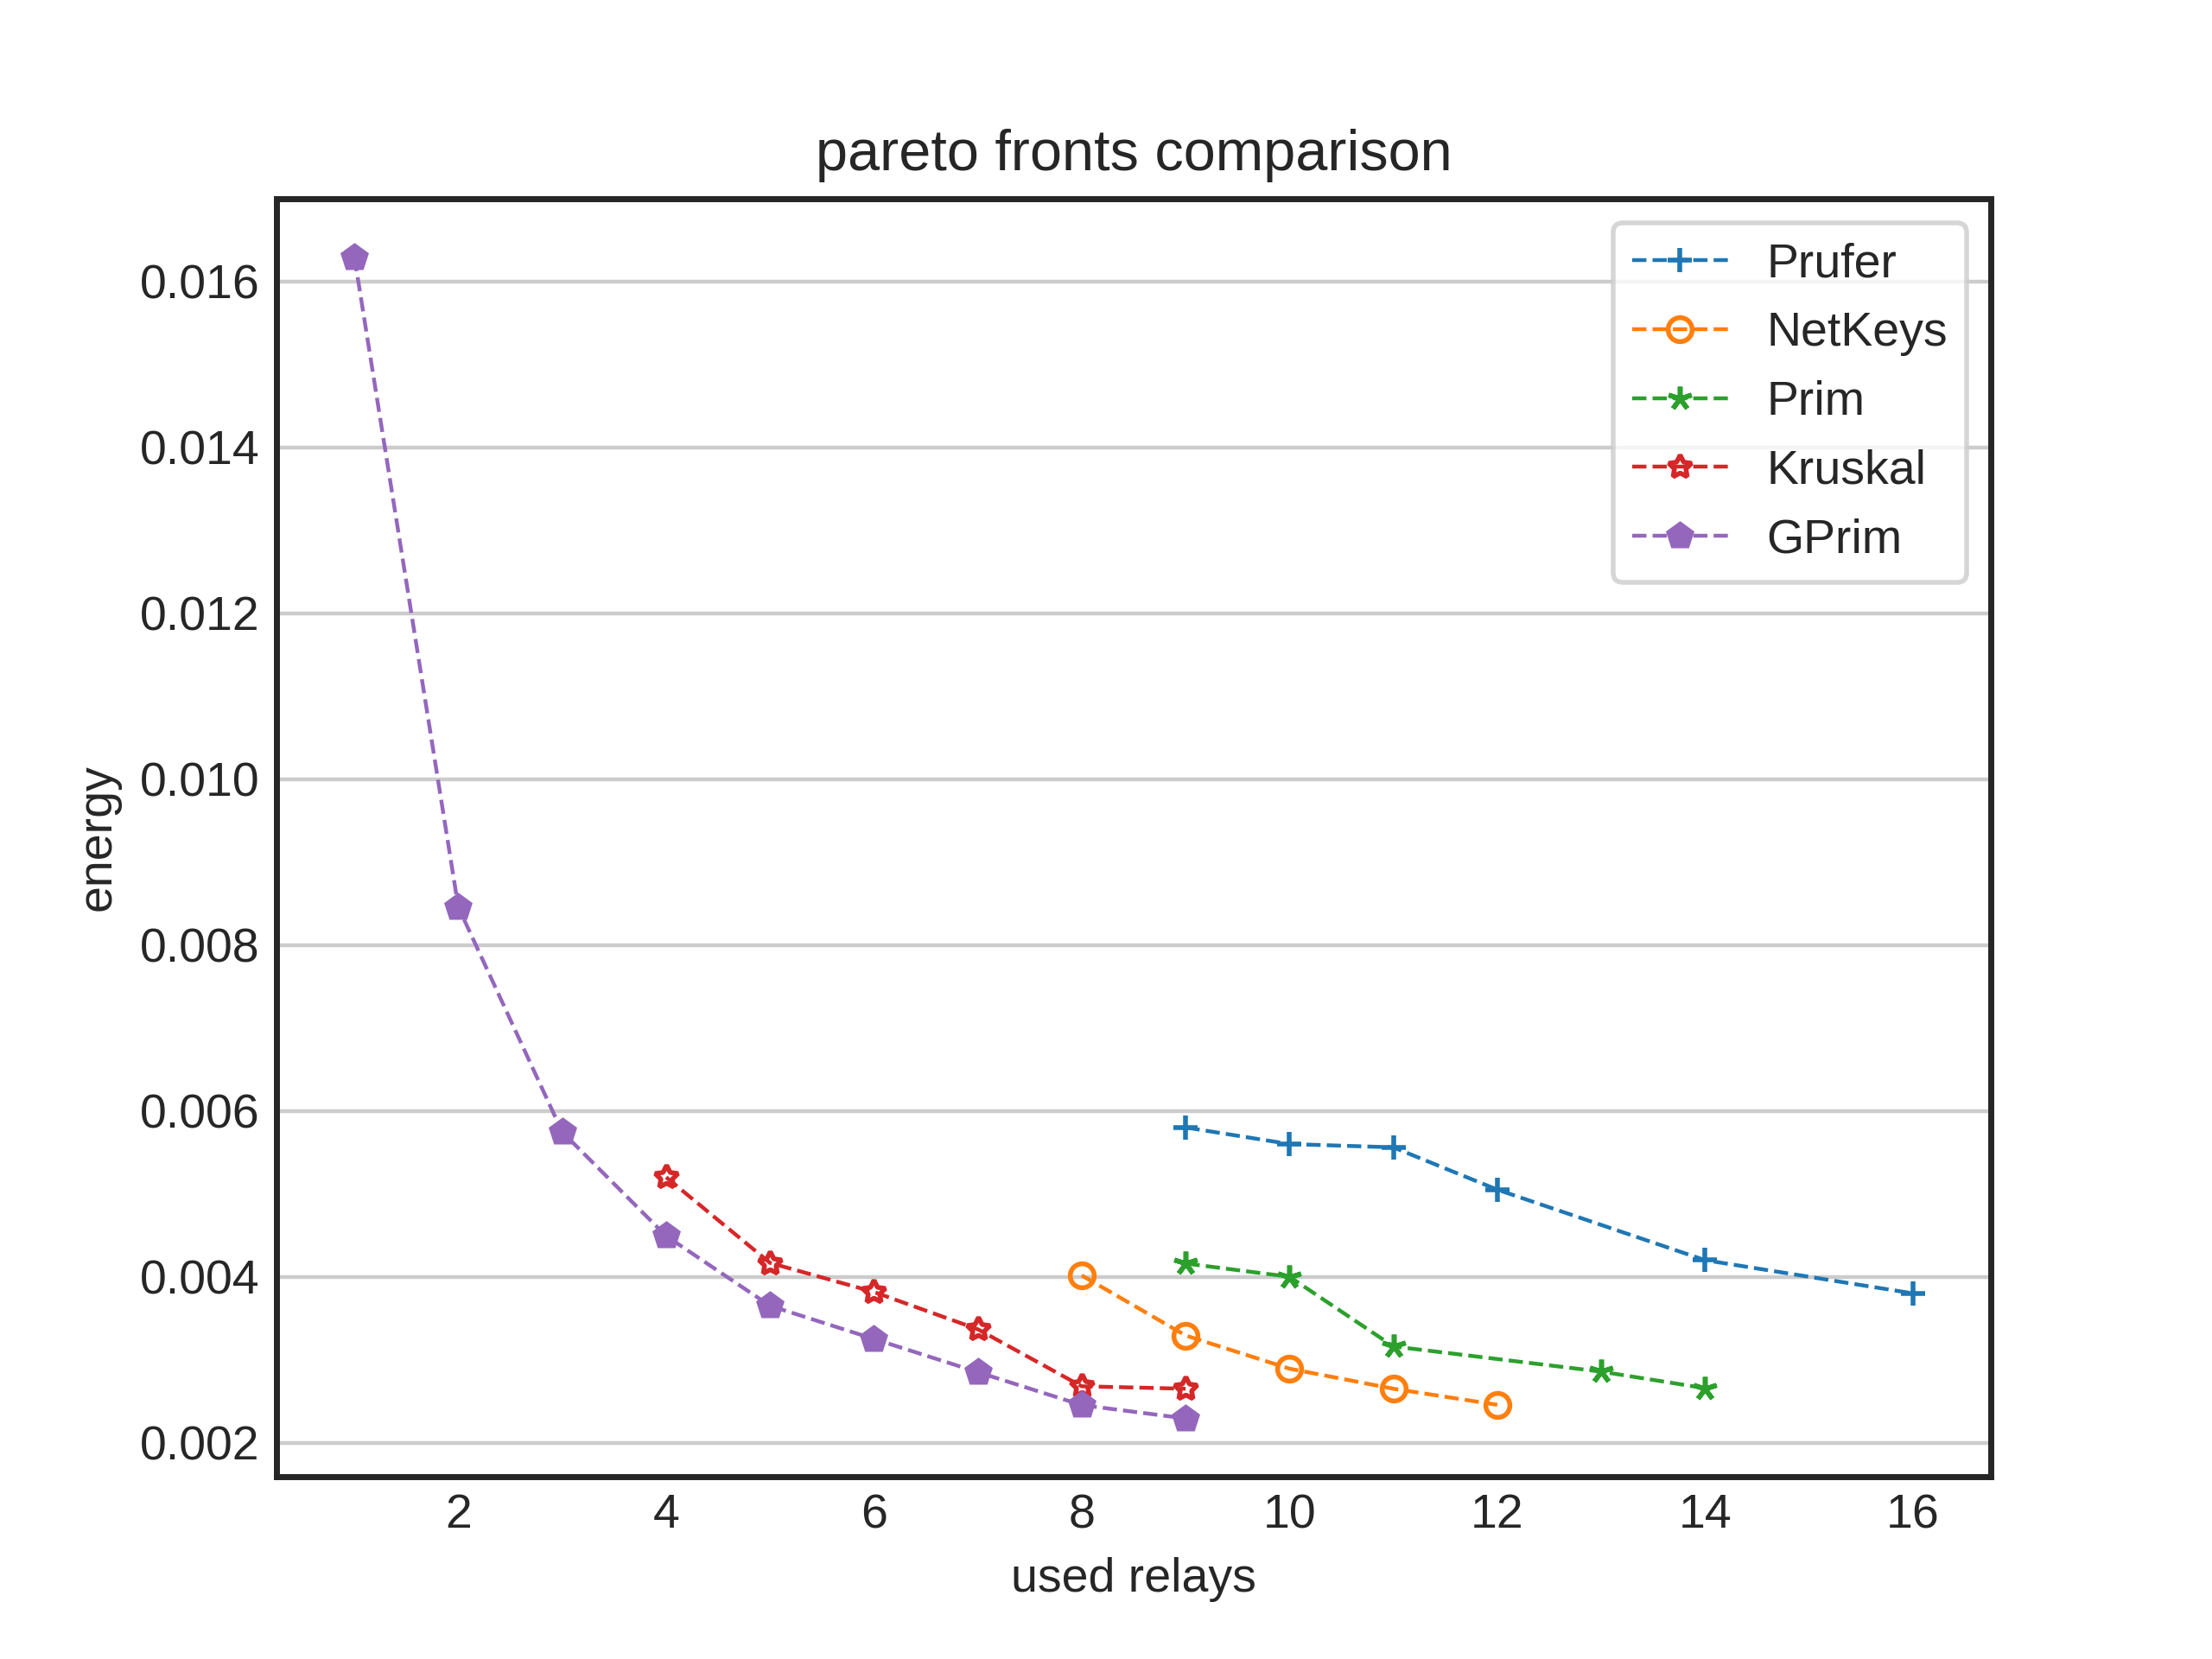 pareto fronts comparison
0.016
0.014
0.012
0.010
0.008
0.006
0.004
0.002
energy
Prufer
NetKeys
Prim
Kruskal
GPrim
2 4 6 8 10 12 14 16
used relays